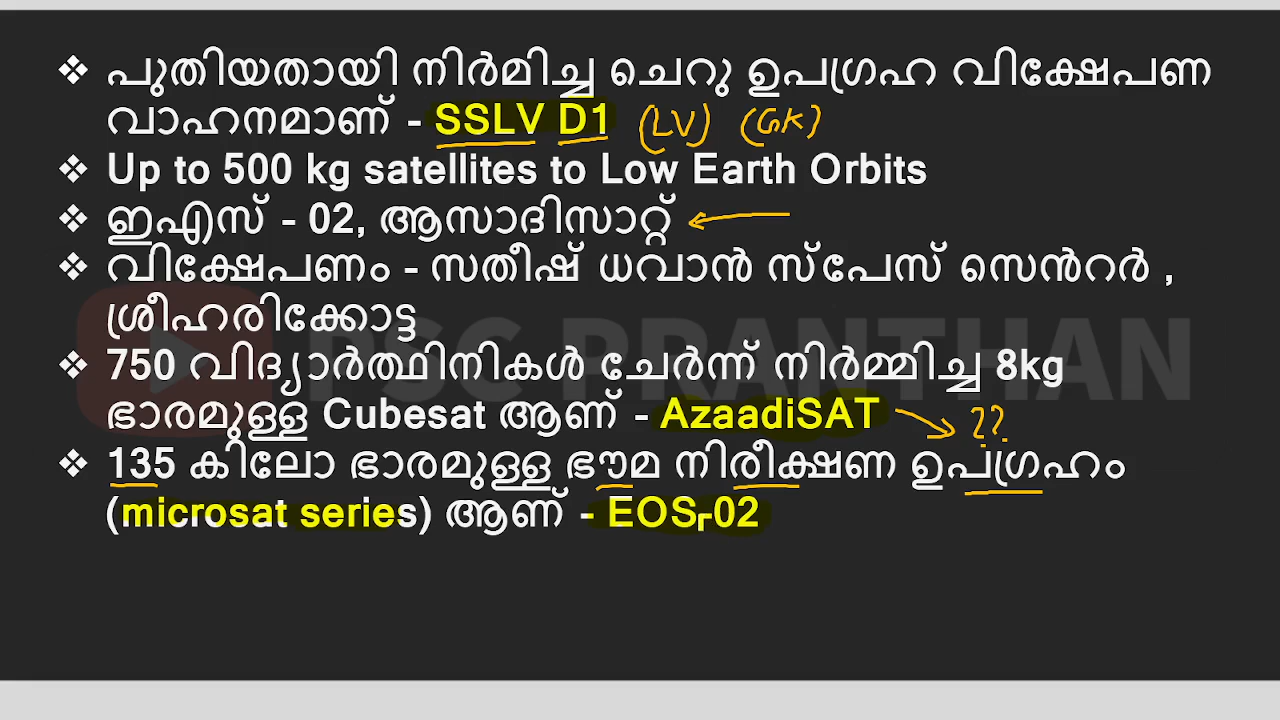 ❖ പുതിയതായി നിർമിച്ച ചെറു ഉപഗ്രഹ വിക്ഷേപണ
വാഹനമാണ് - SSLV D1 (LV) (GK)
❖ Up to 500 kg satellites to Low Earth Orbits
❖ ഇഎസ് - 02, ആസാദിസാറ്റ്
❖ വിക്ഷേപണം - സതീഷ് ധവാൻ സ്പേസ് സെൻറർ ,
ശ്രീഹരിക്കോട്ട
PSC PRANTHAN
❖ 750 വിദ്യാർത്ഥിനികൾ ചേർന്ന് നിർമ്മിച്ച 8kg
ഭാരമുള്ള Cubesat ആണ് - AzaadiSAT ??
❖ 135 കിലോ ഭാരമുള്ള ഭൗമ നിരീക്ഷണ ഉപഗ്രഹം
(microsat series) ആണ് - EOS-02